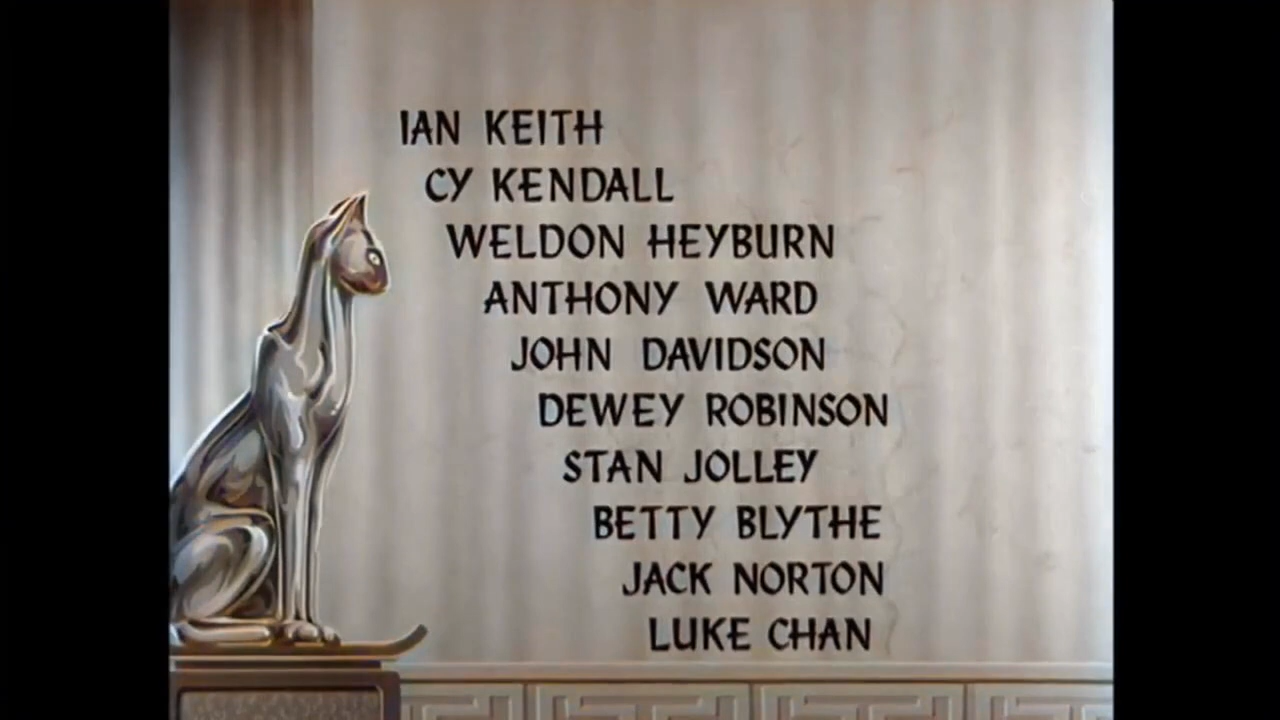 IAN KEITH
CY KENDALL
WELDON HEYBURN
ANTHONY WARD
JOHN DAVIDSON
DEWEY ROBINSON
STAN JOLLEY
BETTY BLYTHE
JACK NORTON
LUKE CHAN